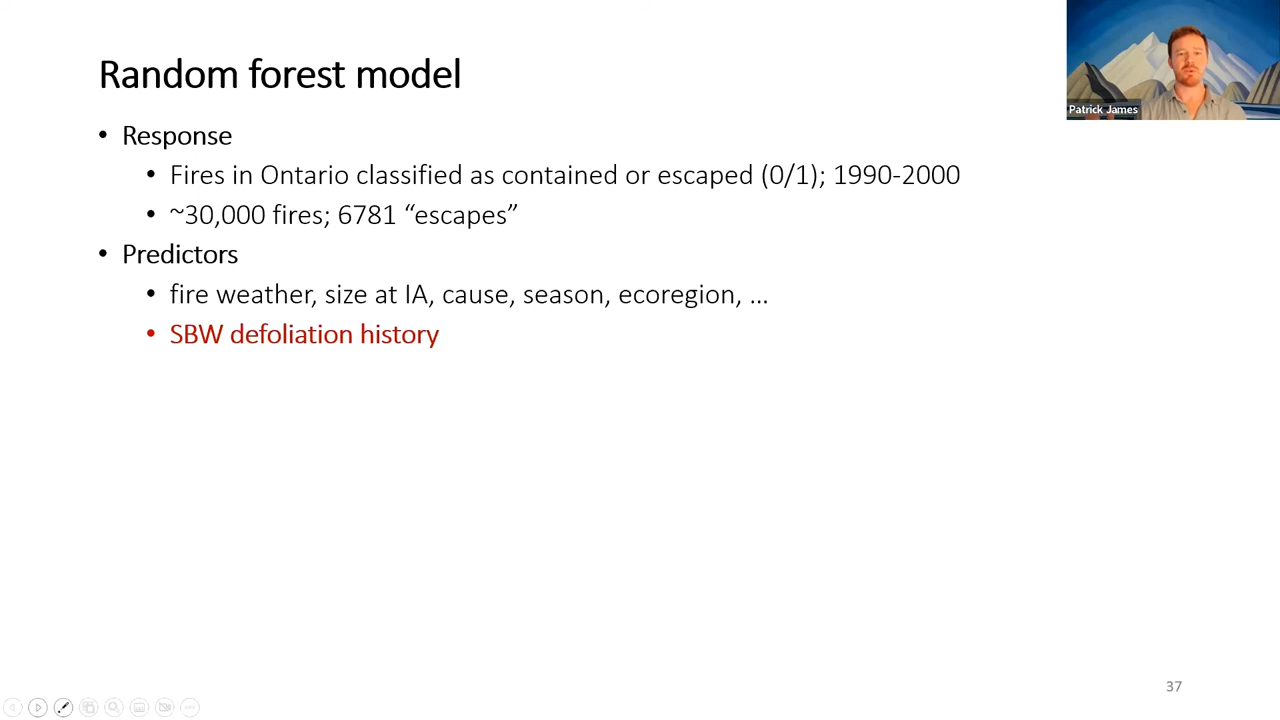 Random forest model
Patrick James
• Response
• Fires in Ontario classified as contained or escaped (0/1); 1990-2000
• ~30,000 fires; 6781 “escapes”
• Predictors
• fire weather, size at IA, cause, season, ecoregion, ...
• SBW defoliation history
37